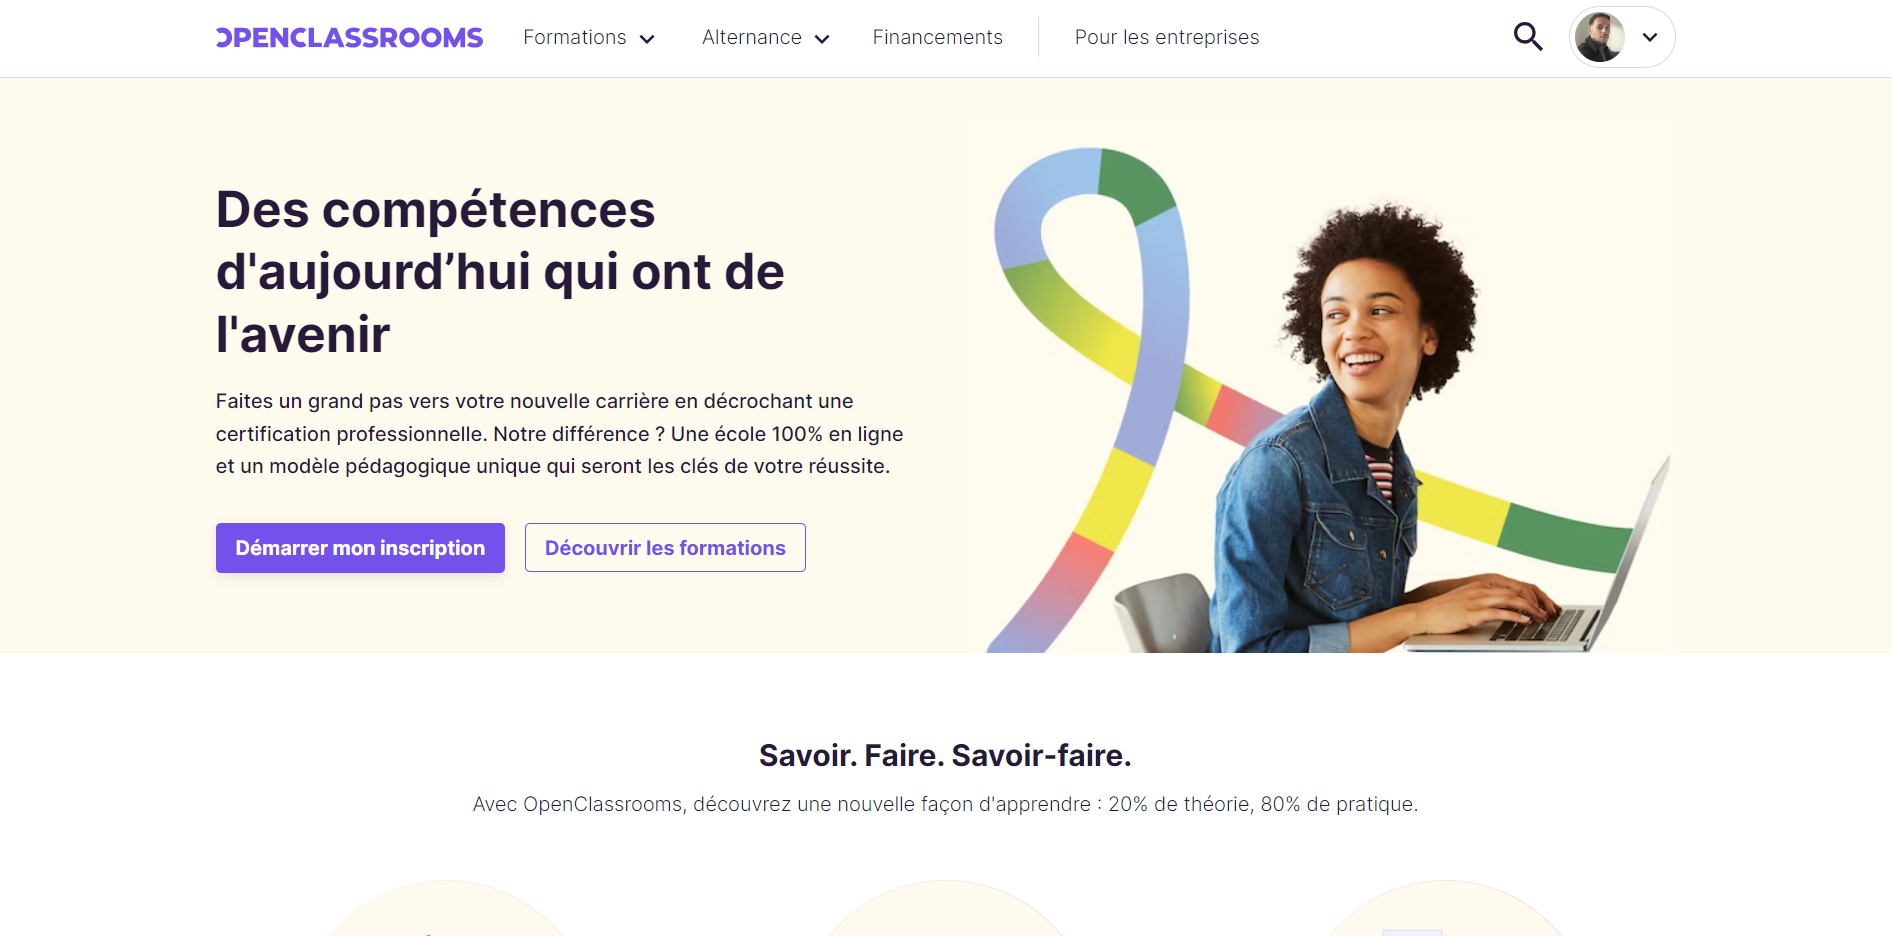 OPENCLASSROOMS Formations Alternance Financements Pour les entreprises
Des compétences
d'aujourd’hui qui ont de
l'avenir
Faites un grand pas vers votre nouvelle carrière en décrochant une
certification professionnelle. Notre différence ? Une école 100% en ligne
et un modèle pédagogique unique qui seront les clés de votre réussite.
Démarrer mon inscription Découvrir les formations
Savoir. Faire. Savoir-faire.
Avec OpenClassrooms, découvrez une nouvelle façon d'apprendre : 20% de théorie, 80% de pratique.